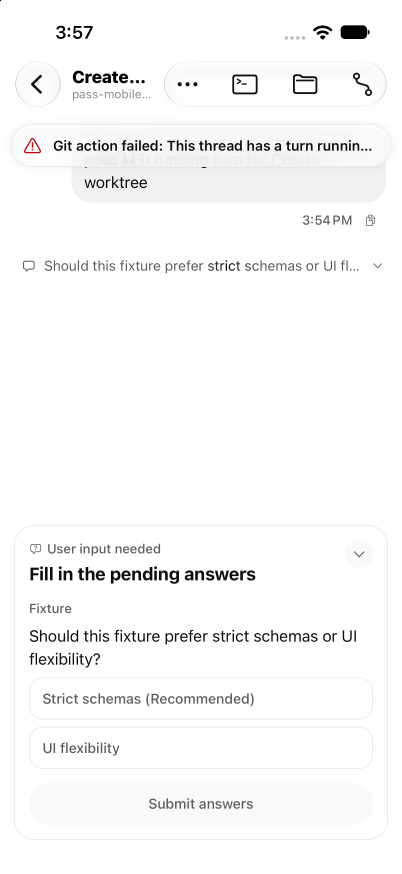 3:57
Create...
pass-mobile...
Git action failed: This thread has a turn runnin...
worktree
3:54 PM
Should this fixture prefer strict schemas or UI fl...
User input needed
Fill in the pending answers
Fixture
Should this fixture prefer strict schemas or UI
flexibility?
Strict schemas (Recommended)
UI flexibility
Submit answers